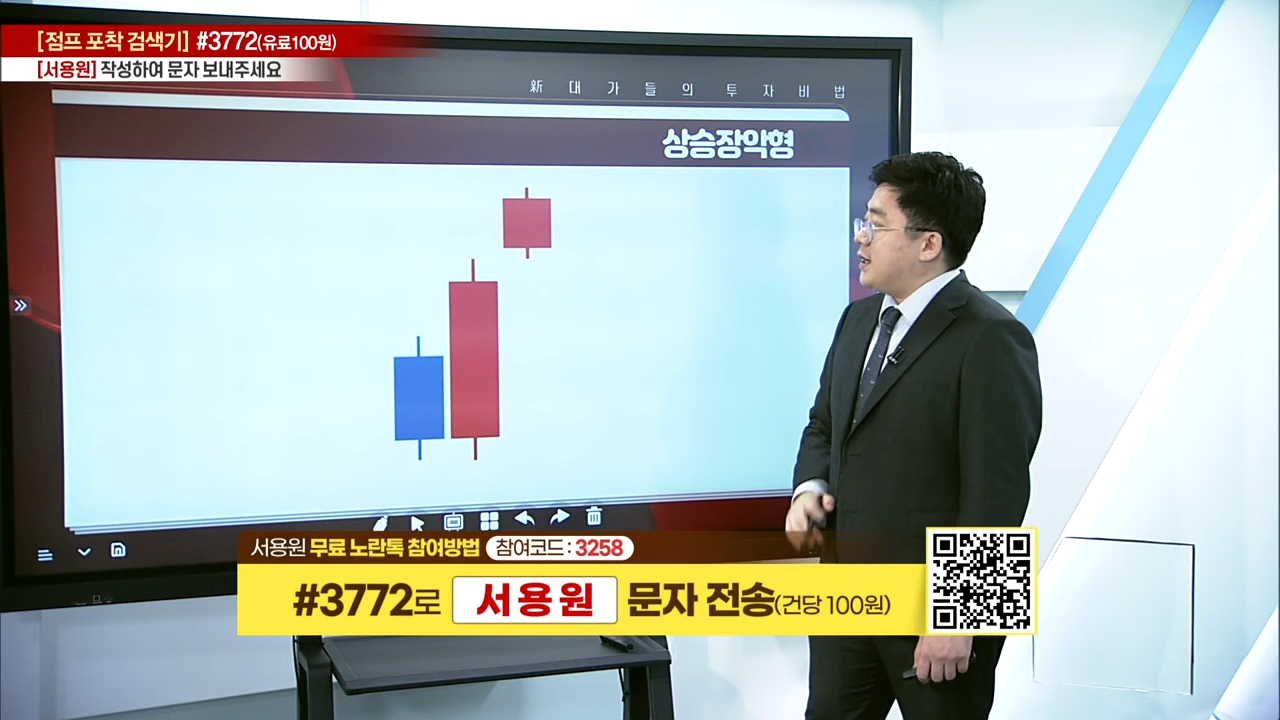 [점프 포착 검색기] #3772(유료100원)
[서용원] 작성하여 문자 보내주세요
新 대 가 들 의 투 자 비 법
상승장악형
서용원 무료 노란톡 참여방법 참여코드 : 3258
#3772로 서용원 문자 전송(건당 100원)